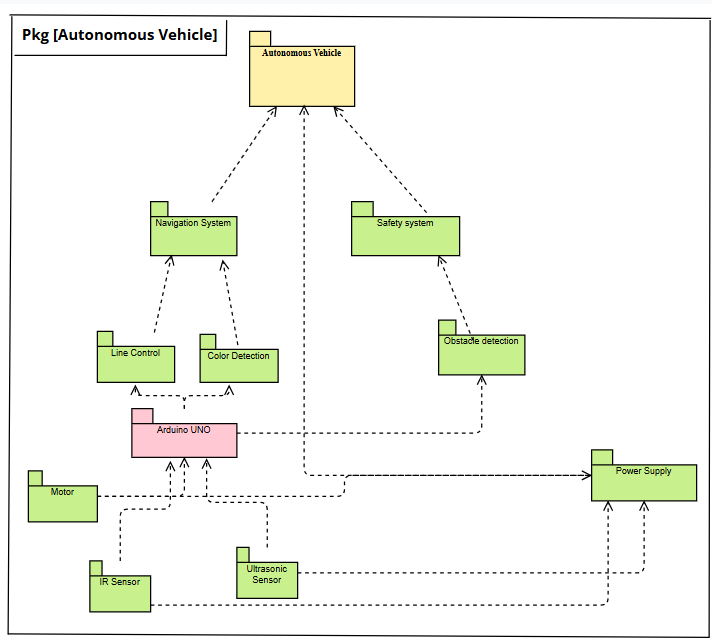 Pkg [Autonomous Vehicle]
Autonomous Vehicle
Navigation System
Safety system
Obstacle detection
Line Control
Color Detection
Arduino UNO
Power Supply
Motor
Ultrasonic
Sensor
IR Sensor